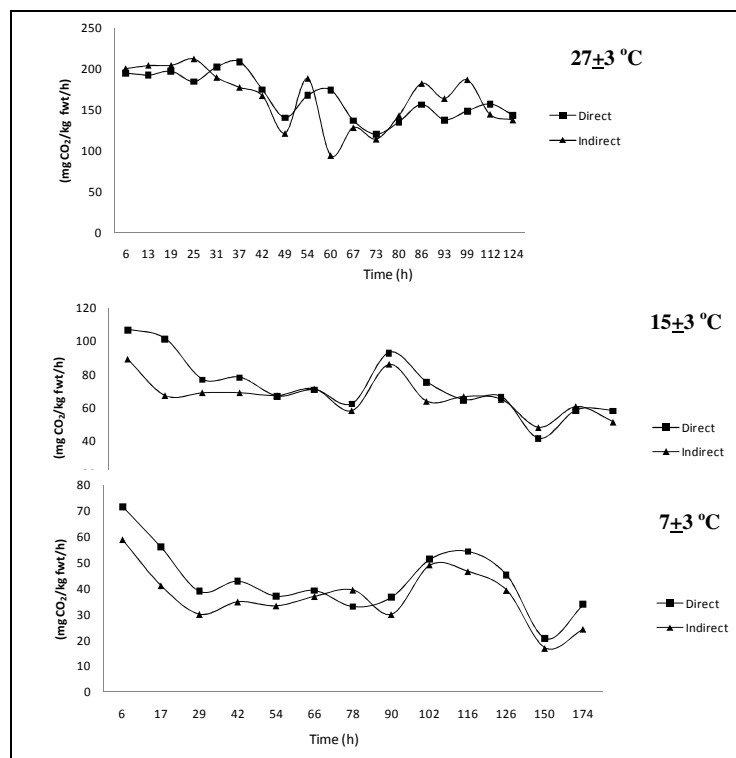 250
200
150
100
50
0
(mg CO₂/kg fwt/h)
27±3 °C
Direct
Indirect
6 13 19 25 31 37 42 49 54 60 67 73 80 86 93 99 112 124
Time (h)
120
100
80
60
40
(mg CO₂/kg fwt/h)
15±3 °C
Direct
Indirect
80
70
60
50
40
30
20
10
0
(mg CO₂/kg fwt/h)
7±3 °C
Direct
Indirect
6 17 29 42 54 66 78 90 102 116 126 150 174
Time (h)